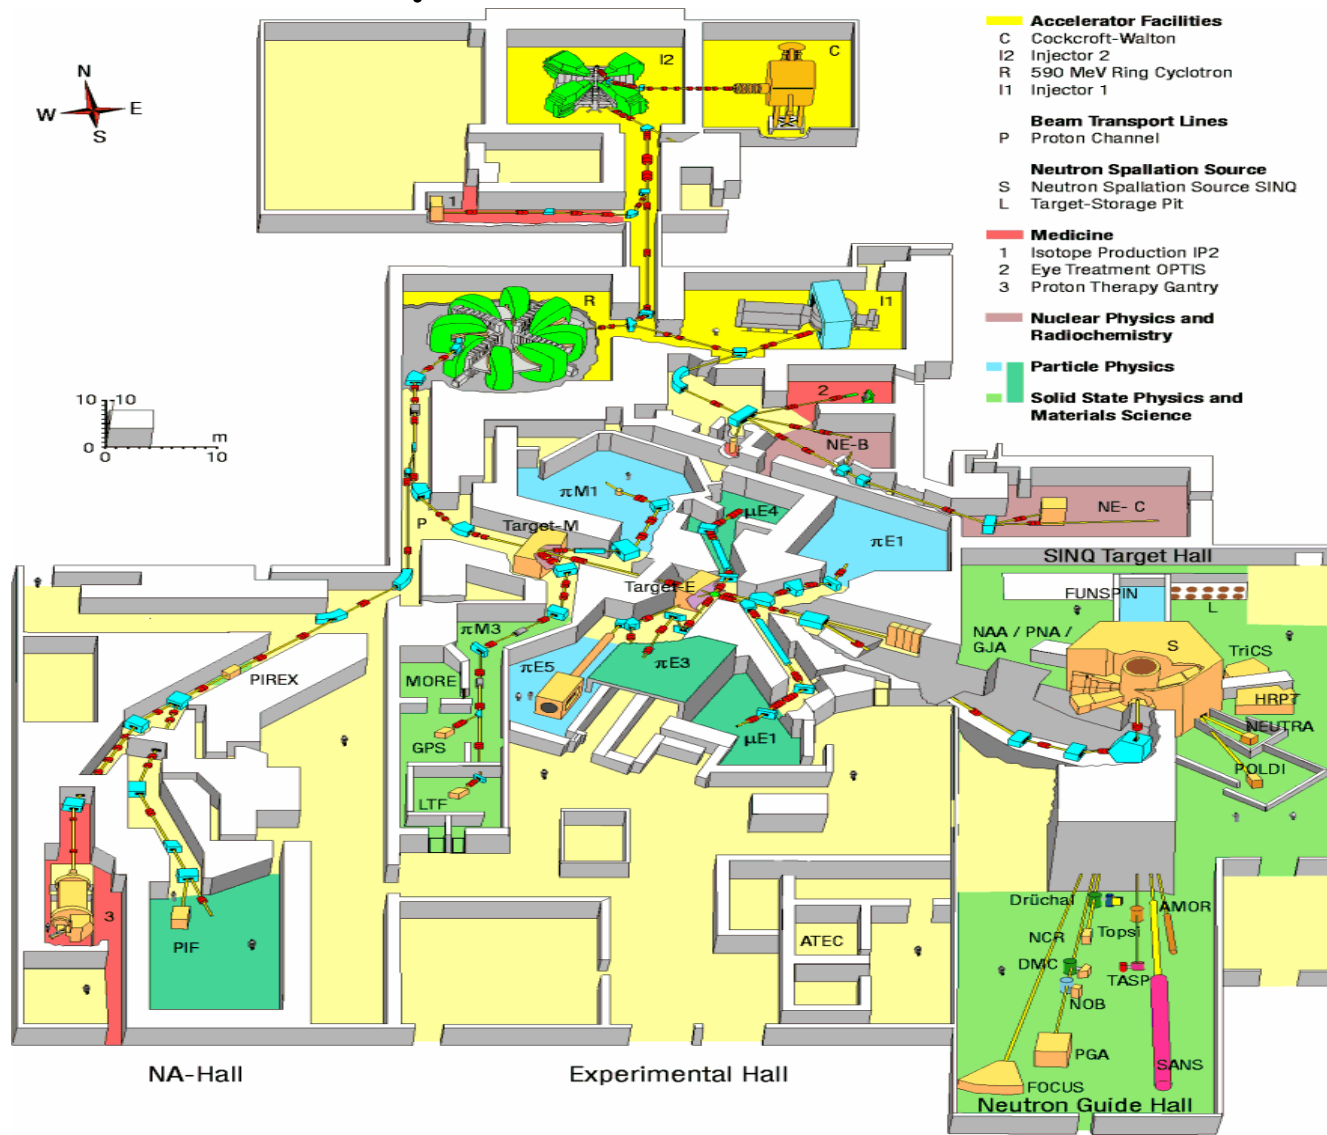 Accelerator Facilities
C Cockcroft-Walton
I2 Injector 2
R 590 MeV Ring Cyclotron
I1 Injector 1
Beam Transport Lines
P Proton Channel
Neutron Spallation Source
S Neutron Spallation Source SINQ
L Target-Storage Pit
Medicine
1 Isotope Production IP2
2 Eye Treatment OPTIS
3 Proton Therapy Gantry
Nuclear Physics and
Radiochemistry
Particle Physics
Solid State Physics and
Materials Science
N
W E
S
I2
C
1
R
I1
10 10
0 10
m
2
NE-B
πM1
P
Target-M
μE4
πE1
NE- C
SINQ Target Hall
Target-E
FUNSPIN
L
πM3
NAA / PNA /
GJA
S
TriCS
πE5
πE3
MORE
PIREX
HRPT
NEUTRA
GPS
μE1
POLDI
LTF
3
PIF
Drüchal
AMOR
NCR
Topsi
ATEC
DMC
TASP
NOB
PGA
SANS
FOCUS
NA-Hall
Experimental Hall
Neutron Guide Hall